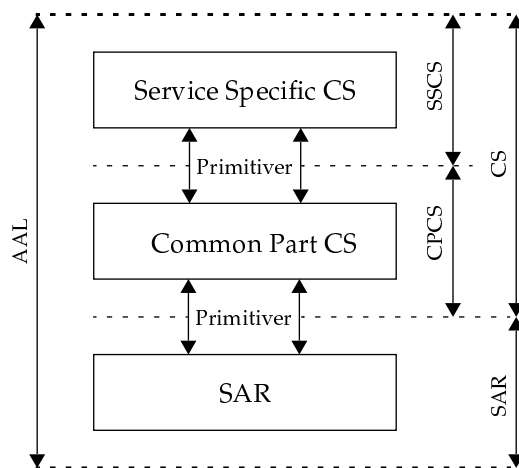 Service Specific CS
SSCS
Primitiver
CS
AAL
Common Part CS
CPCS
Primitiver
SAR
SAR